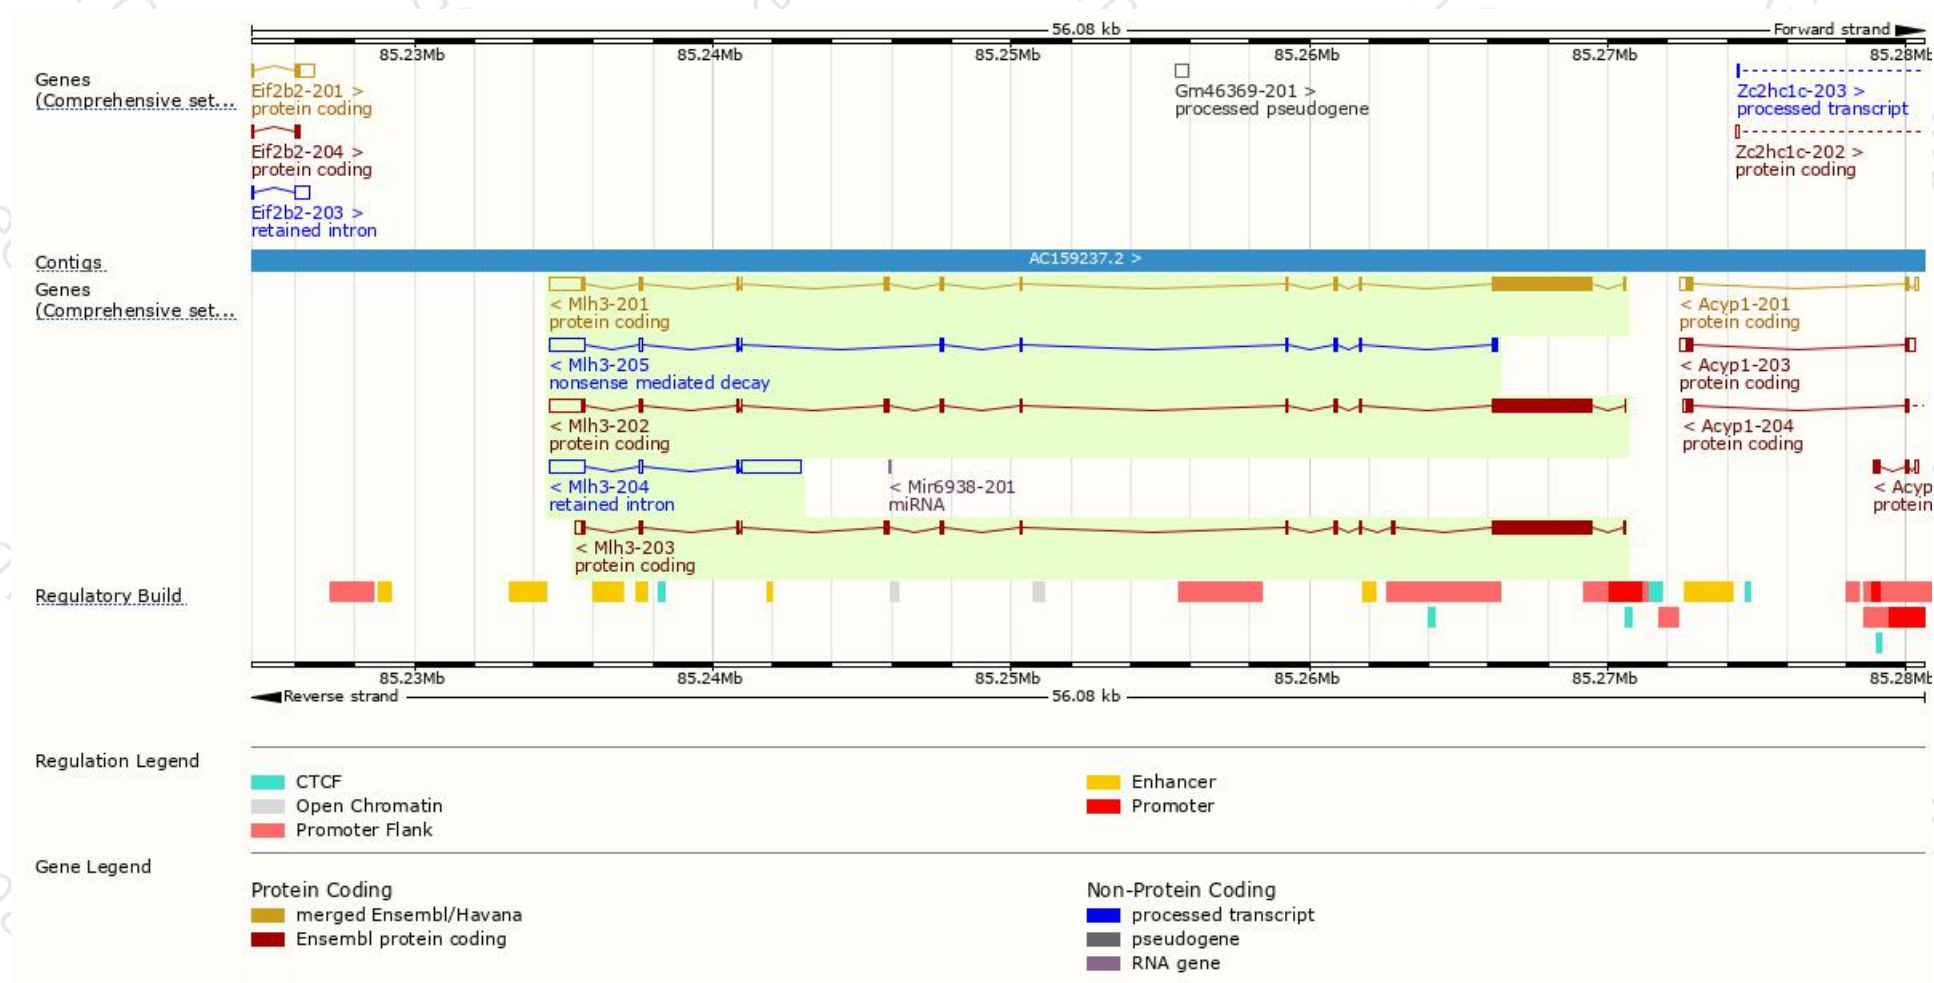 56.08 kb
Forward strand
85.23Mb 85.24Mb 85.25Mb 85.26Mb 85.27Mb 85.28Mb
Genes
(Comprehensive set...
Eif2b2-201 >
protein coding
Eif2b2-204 >
protein coding
Eif2b2-203 >
retained intron
Gm46369-201 >
processed pseudogene
Zc2hc1c-203 >
processed transcript
Zc2hc1c-202 >
protein coding
Contigs
AC159237.2 >
Genes
(Comprehensive set...
< Mlh3-201
protein coding
< Acyp1-201
protein coding
< Mlh3-205
nonsense mediated decay
< Acyp1-203
protein coding
< Mlh3-202
protein coding
< Acyp1-204
protein coding
< Mlh3-204
retained intron
< Mir6938-201
miRNA
< Acyp
protein
< Mlh3-203
protein coding
Regulatory Build
85.23Mb 85.24Mb 85.25Mb 85.26Mb 85.27Mb 85.28Mb
Reverse strand
56.08 kb
Regulation Legend
CTCF
Open Chromatin
Promoter Flank
Enhancer
Promoter
Gene Legend
Protein Coding
merged Ensembl/Havana
Ensembl protein coding
Non-Protein Coding
processed transcript
pseudogene
RNA gene